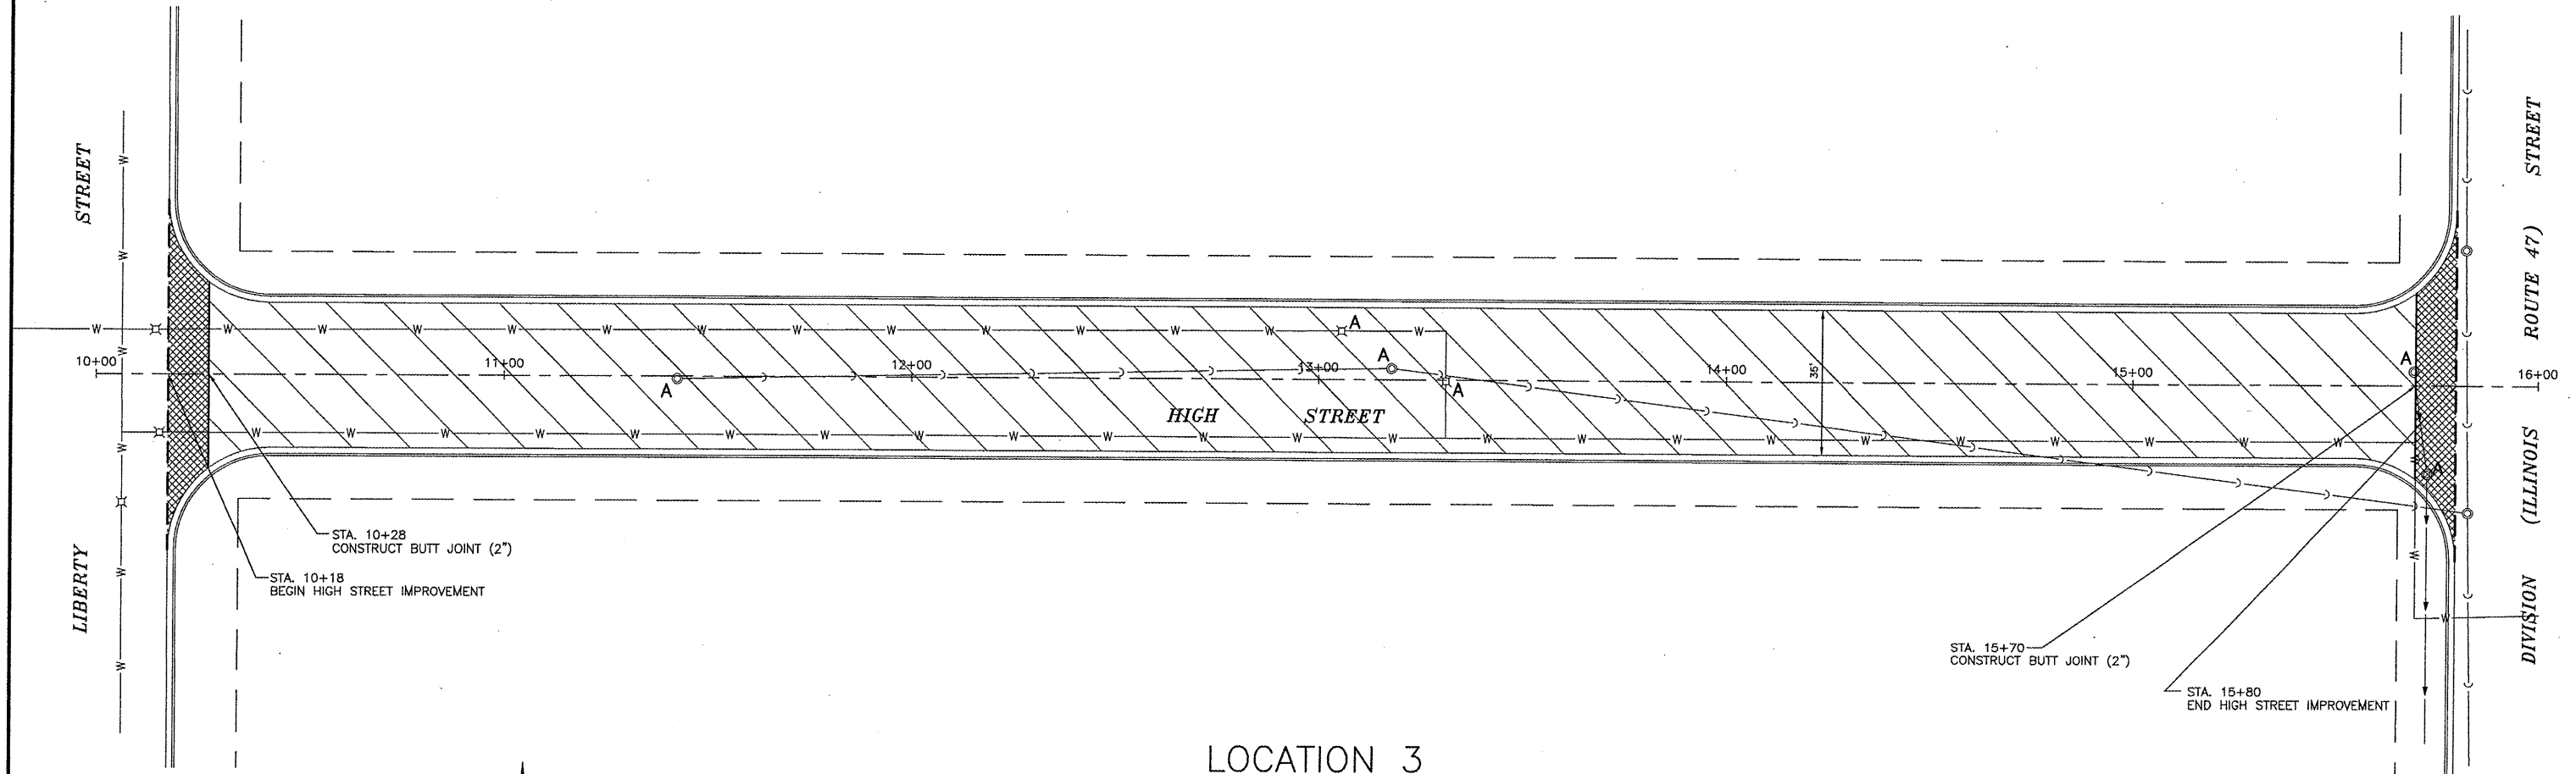 STREET
LIBERTY
10+00
11+00
12+00
13+00
14+00
15+00
16+00
W W W W W W W W W W W W W W W
A
A
A
A
A
A
35'
HIGH STREET
W W W W W W W W W W W W W W W W W W W W W W W
STA. 10+28
CONSTRUCT BUTT JOINT (2")
STA. 10+18
BEGIN HIGH STREET IMPROVEMENT
STA. 15+70
CONSTRUCT BUTT JOINT (2")
STA. 15+80
END HIGH STREET IMPROVEMENT
DIVISION (ILLINOIS ROUTE 47) STREET
LOCATION 3